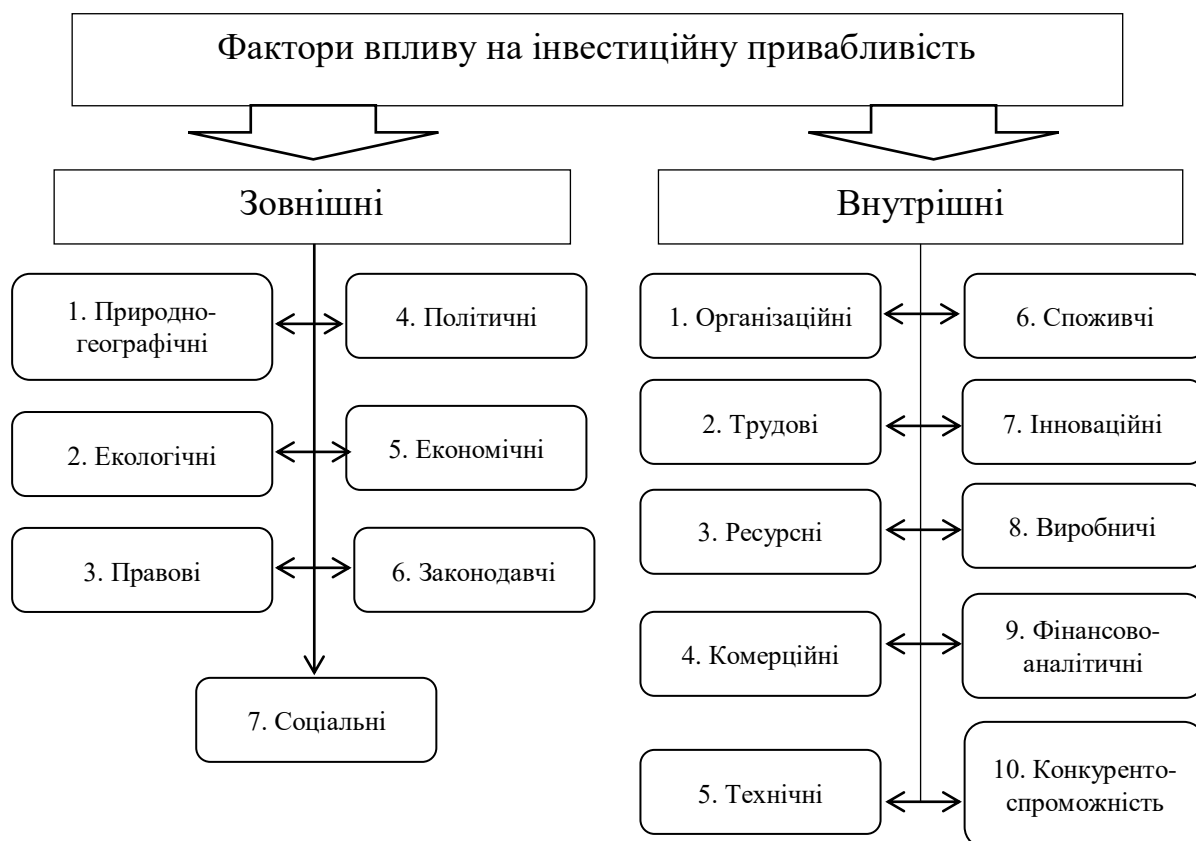 Фактори впливу на інвестиційну привабливість
Зовнішні
1. Природно-
географічні
2. Екологічні
3. Правові
4. Політичні
5. Економічні
6. Законодавчі
7. Соціальні
Внутрішні
1. Організаційні
2. Трудові
3. Ресурсні
4. Комерційні
5. Технічні
6. Споживчі
7. Інноваційні
8. Виробничі
9. Фінансово-
аналітичні
10. Конкуренто-
спроможність